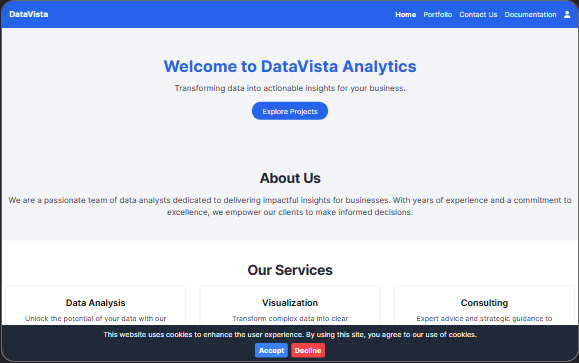 DataVista
Home Portfolio Contact Us Documentation
Welcome to DataVista Analytics
Transforming data into actionable insights for your business.
Explore Projects
About Us
We are a passionate team of data analysts dedicated to delivering impactful insights for businesses. With years of experience and a commitment to
excellence, we empower our clients to make informed decisions.
Our Services
Data Analysis
Unlock the potential of your data with our
Visualization
Transform complex data into clear
Consulting
Expert advice and strategic guidance to
This website uses cookies to enhance the user experience. By using this site, you agree to our use of cookies.
Accept Decline